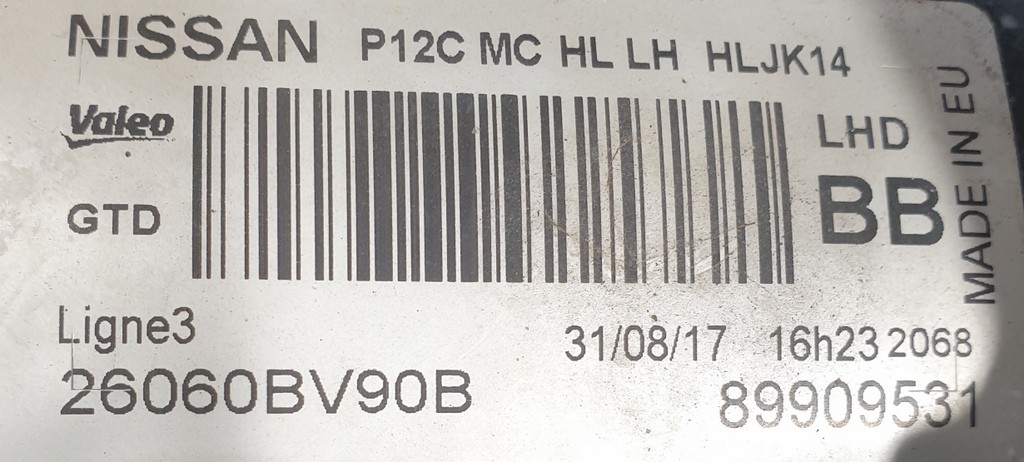 NISSAN P12C MC HL LH HLJK14
Valeo
LHD
GTD
BB
MADE IN EU
Ligne3
31/08/17 16h23 2068
26060BV90B
89909531